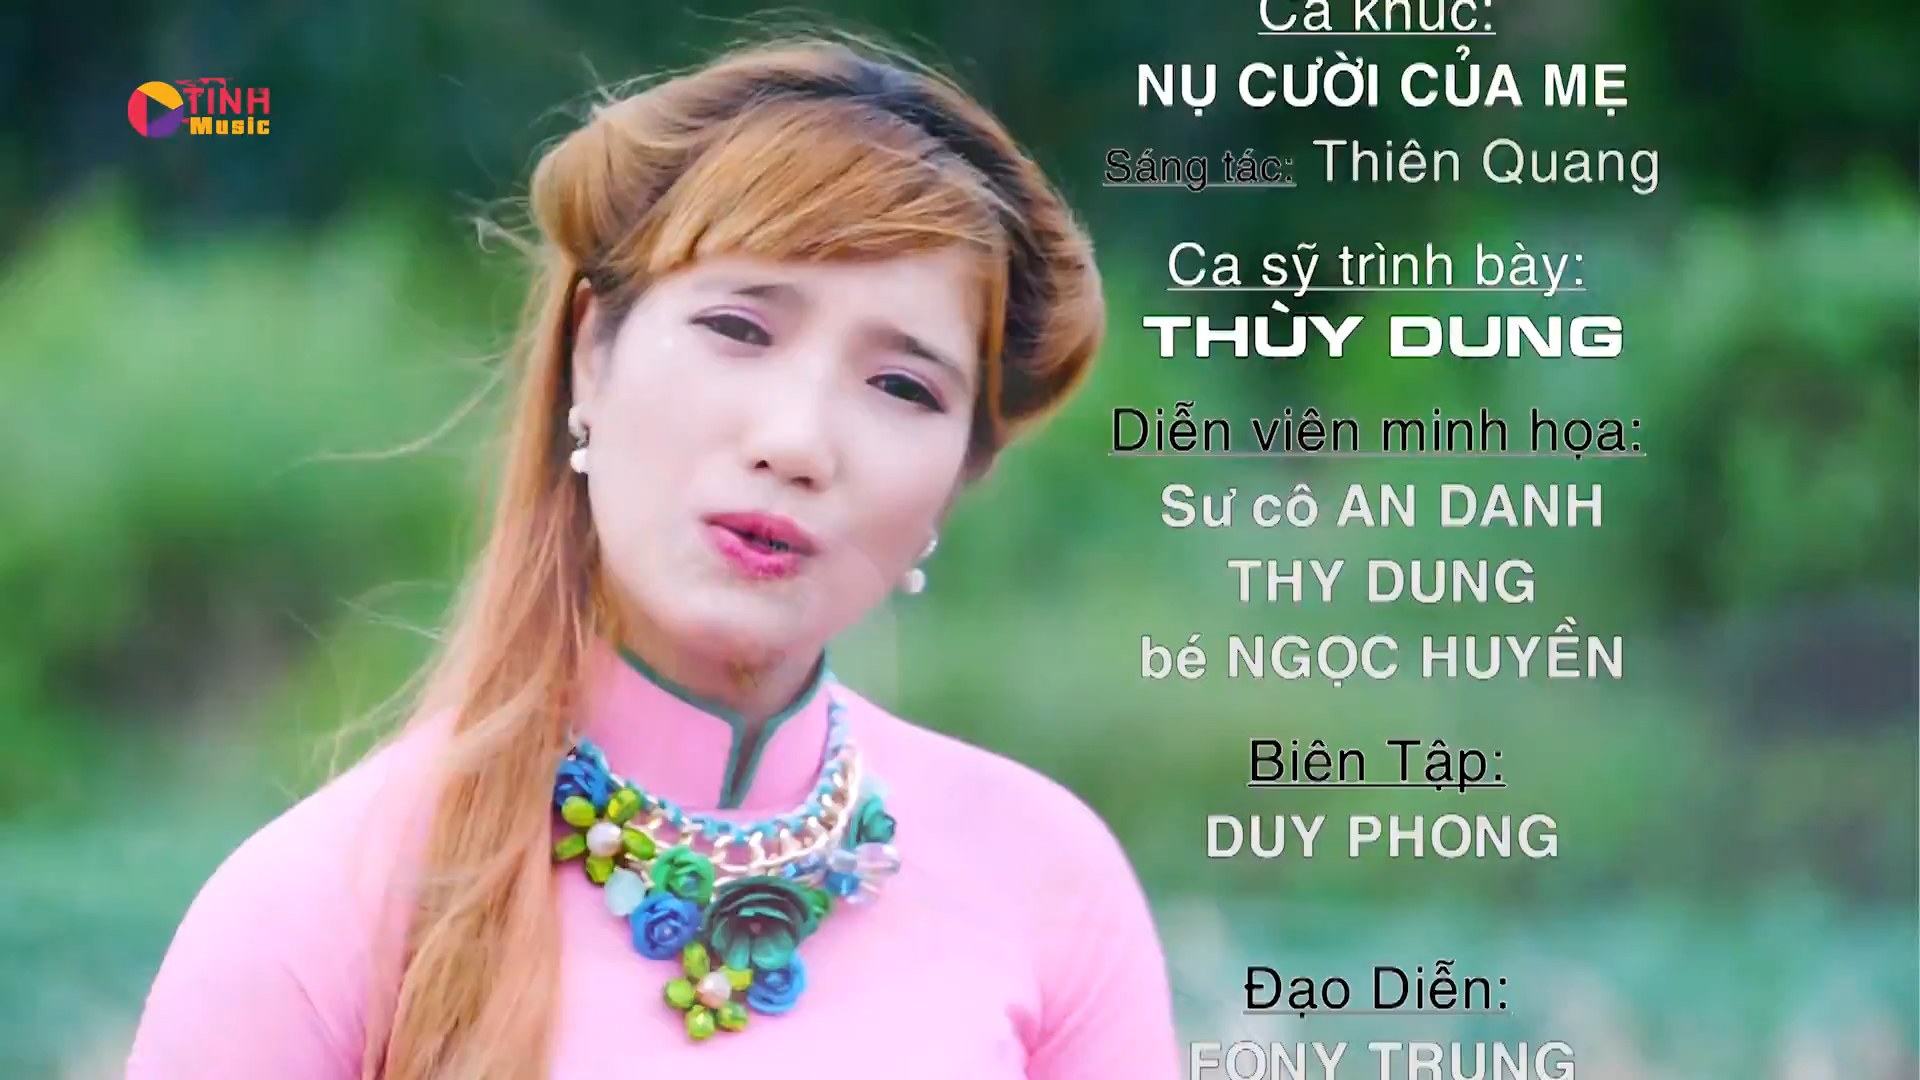 TÌNH
Music
Ca khúc:
NỤ CƯỜI CỦA MẸ
Sáng tác: Thiên Quang
Ca sỹ trình bày:
THÙY DUNG
Diễn viên minh họa:
Sư cô AN DANH
THY DUNG
bé NGỌC HUYỀN
Biên Tập:
DUY PHONG
Đạo Diễn:
FONY TRUNG